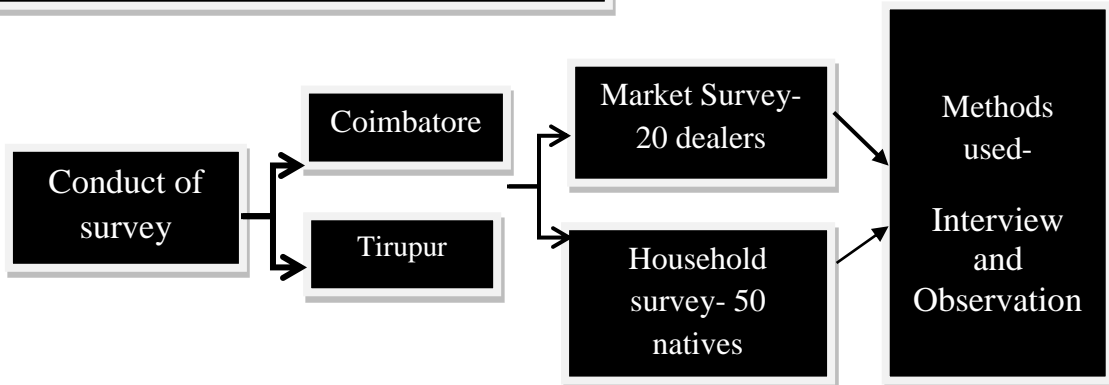 Conduct of
survey
Coimbatore
Tirupur
Market Survey-
20 dealers
Household
survey- 50
natives
Methods
used-
Interview
and
Observation